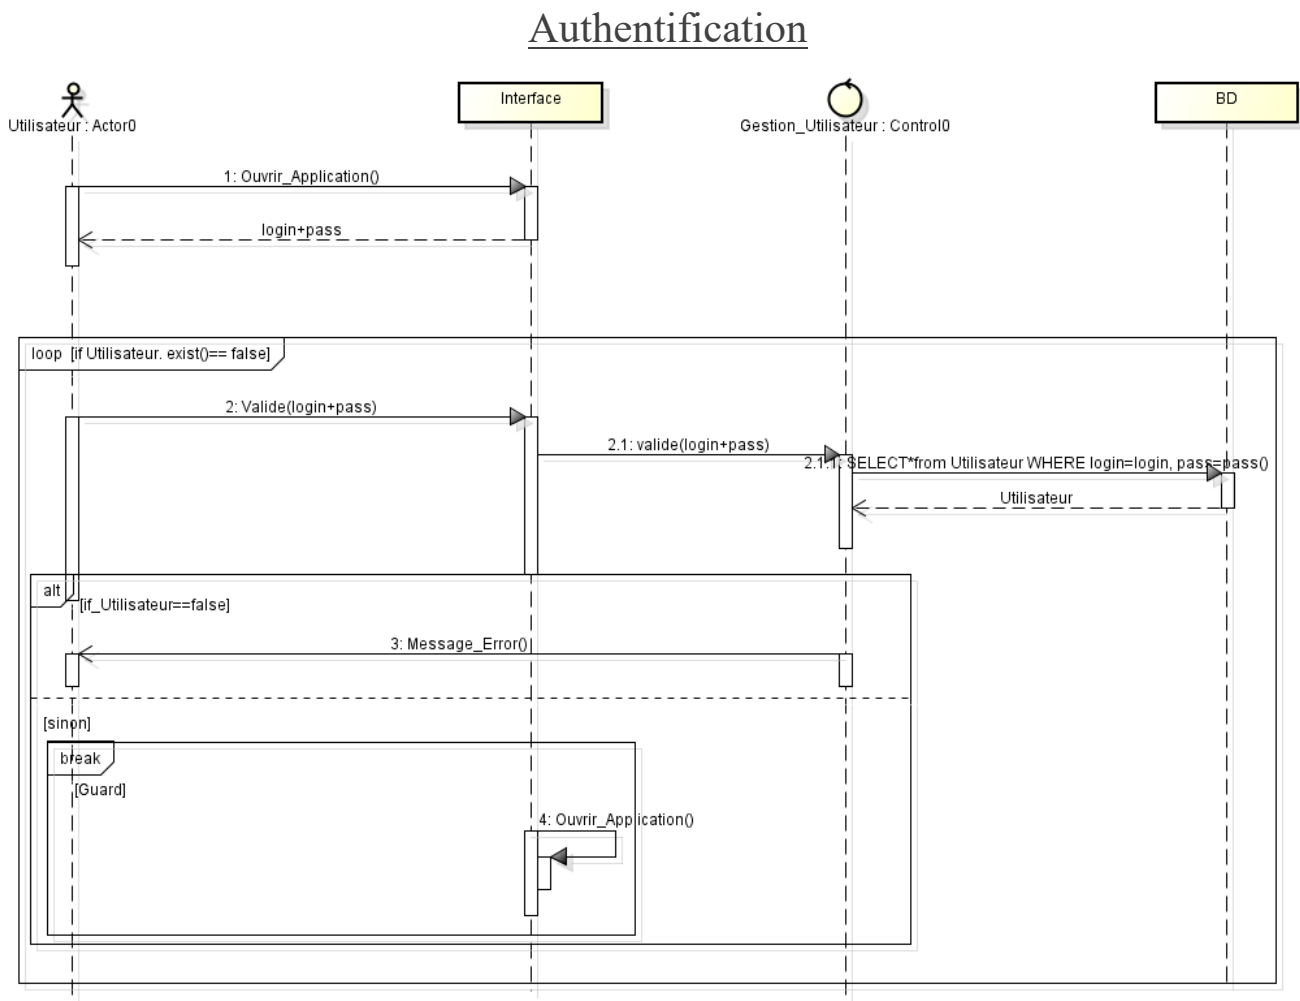 Authentification
Utilisateur : Actor0
Interface
Gestion_Utilisateur : Control0
BD
1: Ouvrir_Application()
login+pass
loop [if Utilisateur. exist()== false]
2: Valide(login+pass)
2.1: valide(login+pass)
2.1.1: SELECT*from Utilisateur WHERE login=login, pass=pass()
Utilisateur
alt
[if_Utilisateur==false]
3: Message_Error()
[sinon]
break
[Guard]
4: Ouvrir_Application()